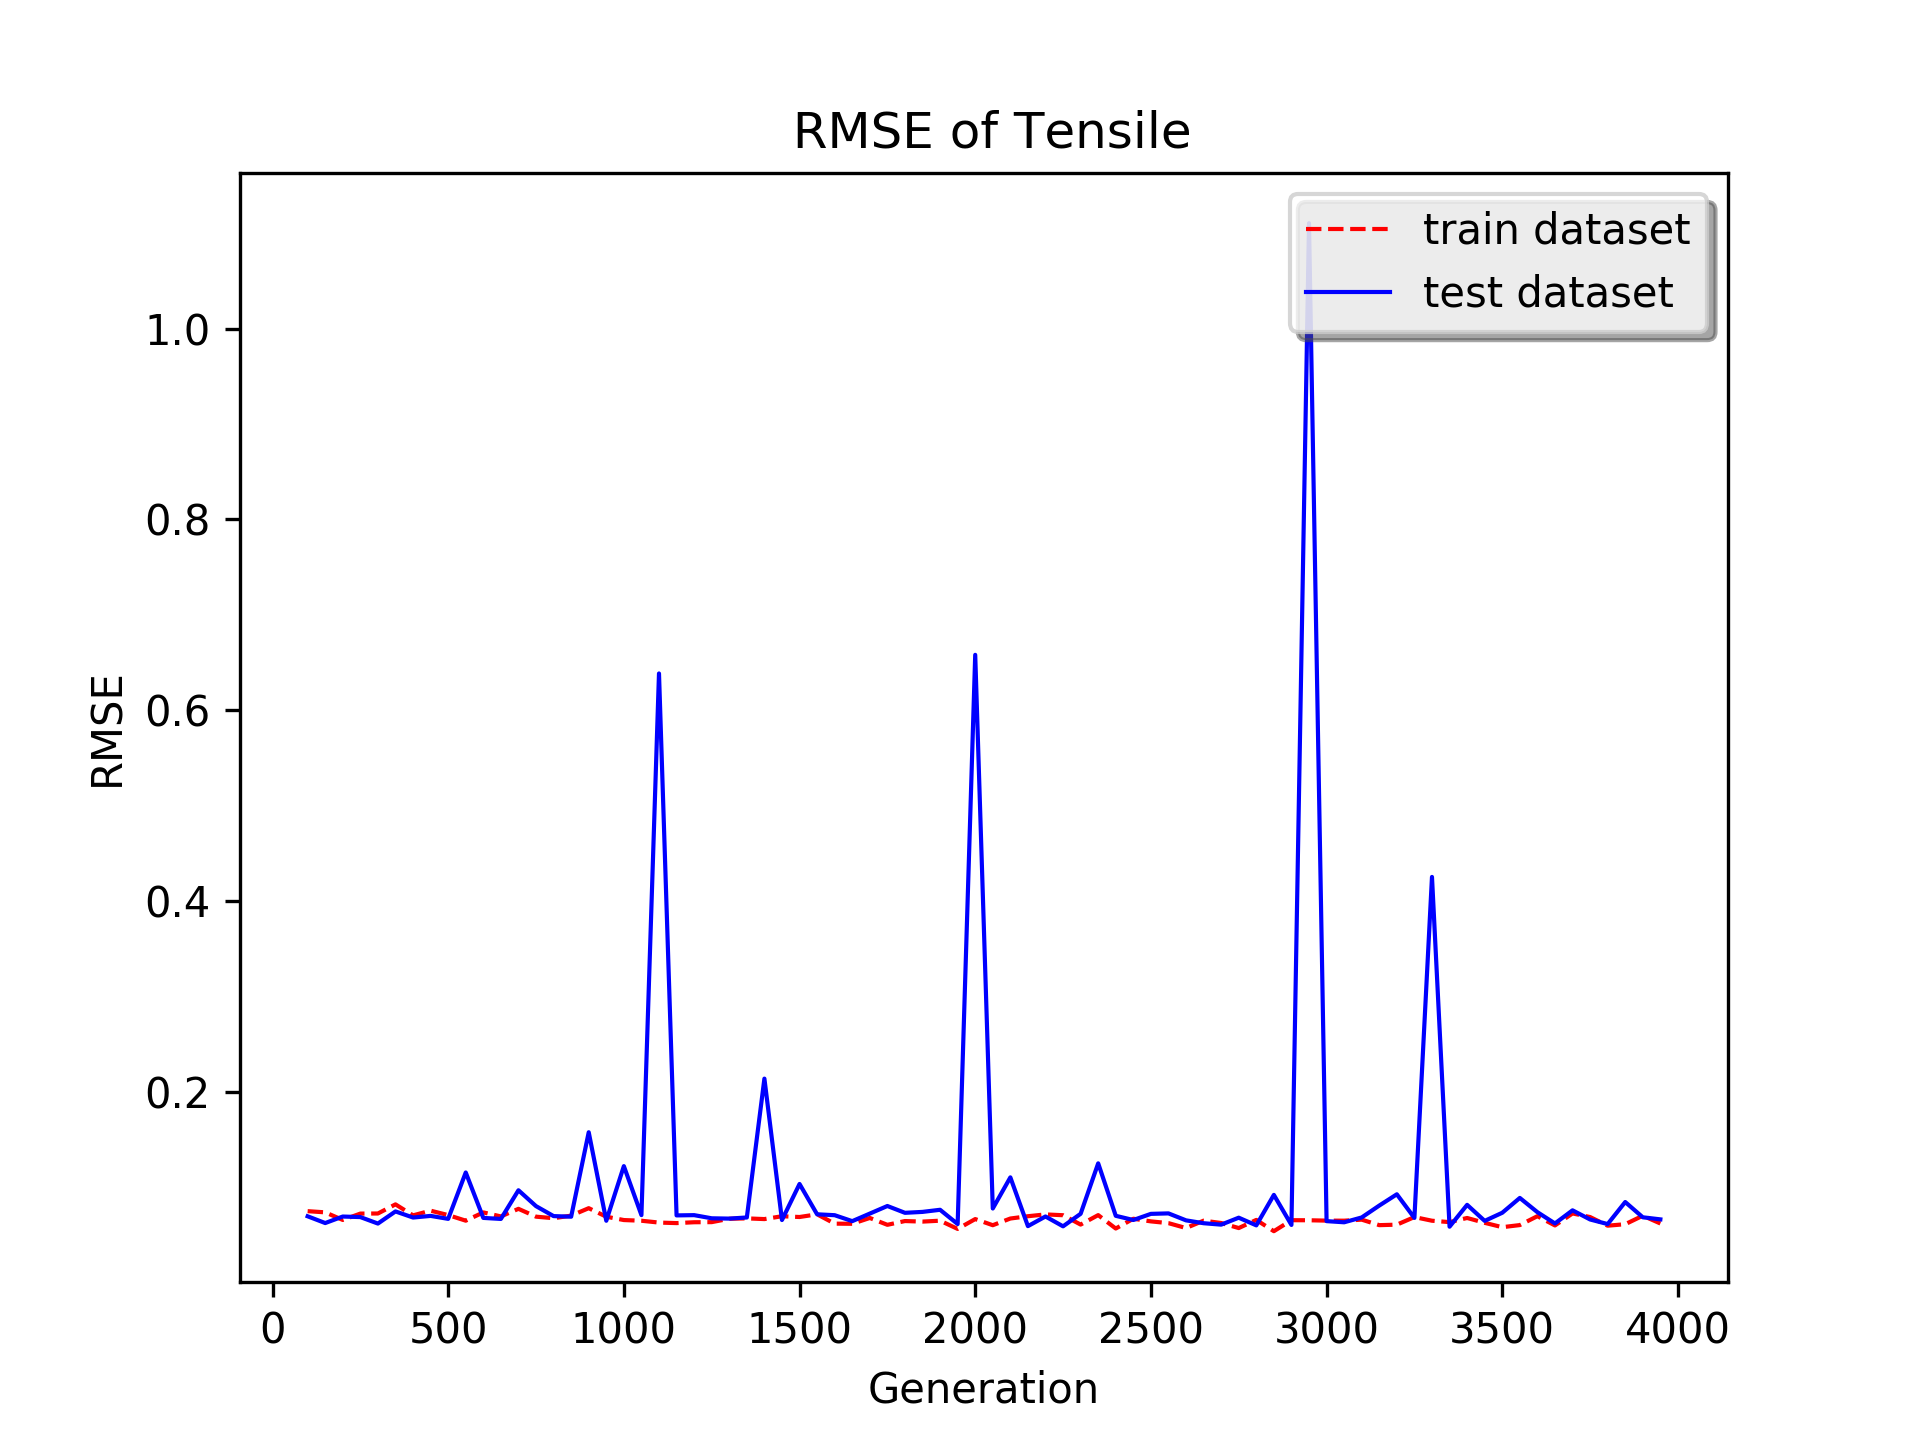 RMSE of Tensile
train dataset
test dataset
1.0
0.8
0.6
0.4
0.2
RMSE
0 500 1000 1500 2000 2500 3000 3500 4000
Generation